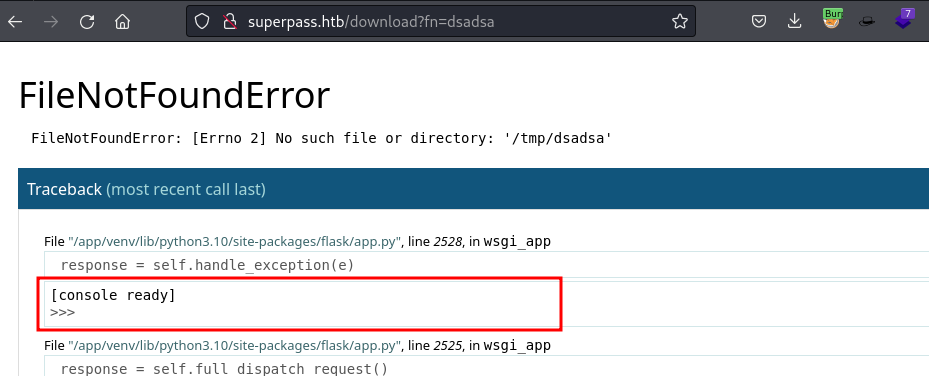 superpass.htb/download?fn=dsadsa
Bur
7
FileNotFoundError
FileNotFoundError: [Errno 2] No such file or directory: '/tmp/dsadsa'
Traceback (most recent call last)
File "/app/venv/lib/python3.10/site-packages/flask/app.py", line 2528, in wsgi_app
response = self.handle_exception(e)
[console ready]
>>>
File "/app/venv/lib/python3.10/site-packages/flask/app.py", line 2525, in wsgi_app
response = self.full_dispatch_request()